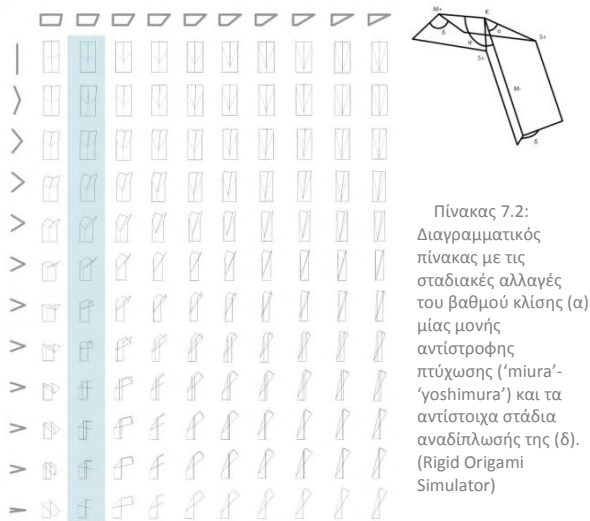 M+
K
δ
φ
α
S+
S+
M-
δ
Πίνακας 7.2:
Διαγραμματικός
πίνακας με τις
σταδιακές αλλαγές
του βαθμού κλίσης (α)
μίας μονής
αντίστροφης
πτύχωσης (‘miura’-
‘yoshimura’) και τα
αντίστοιχα στάδια
αναδίπλωσής της (δ).
(Rigid Origami
Simulator)